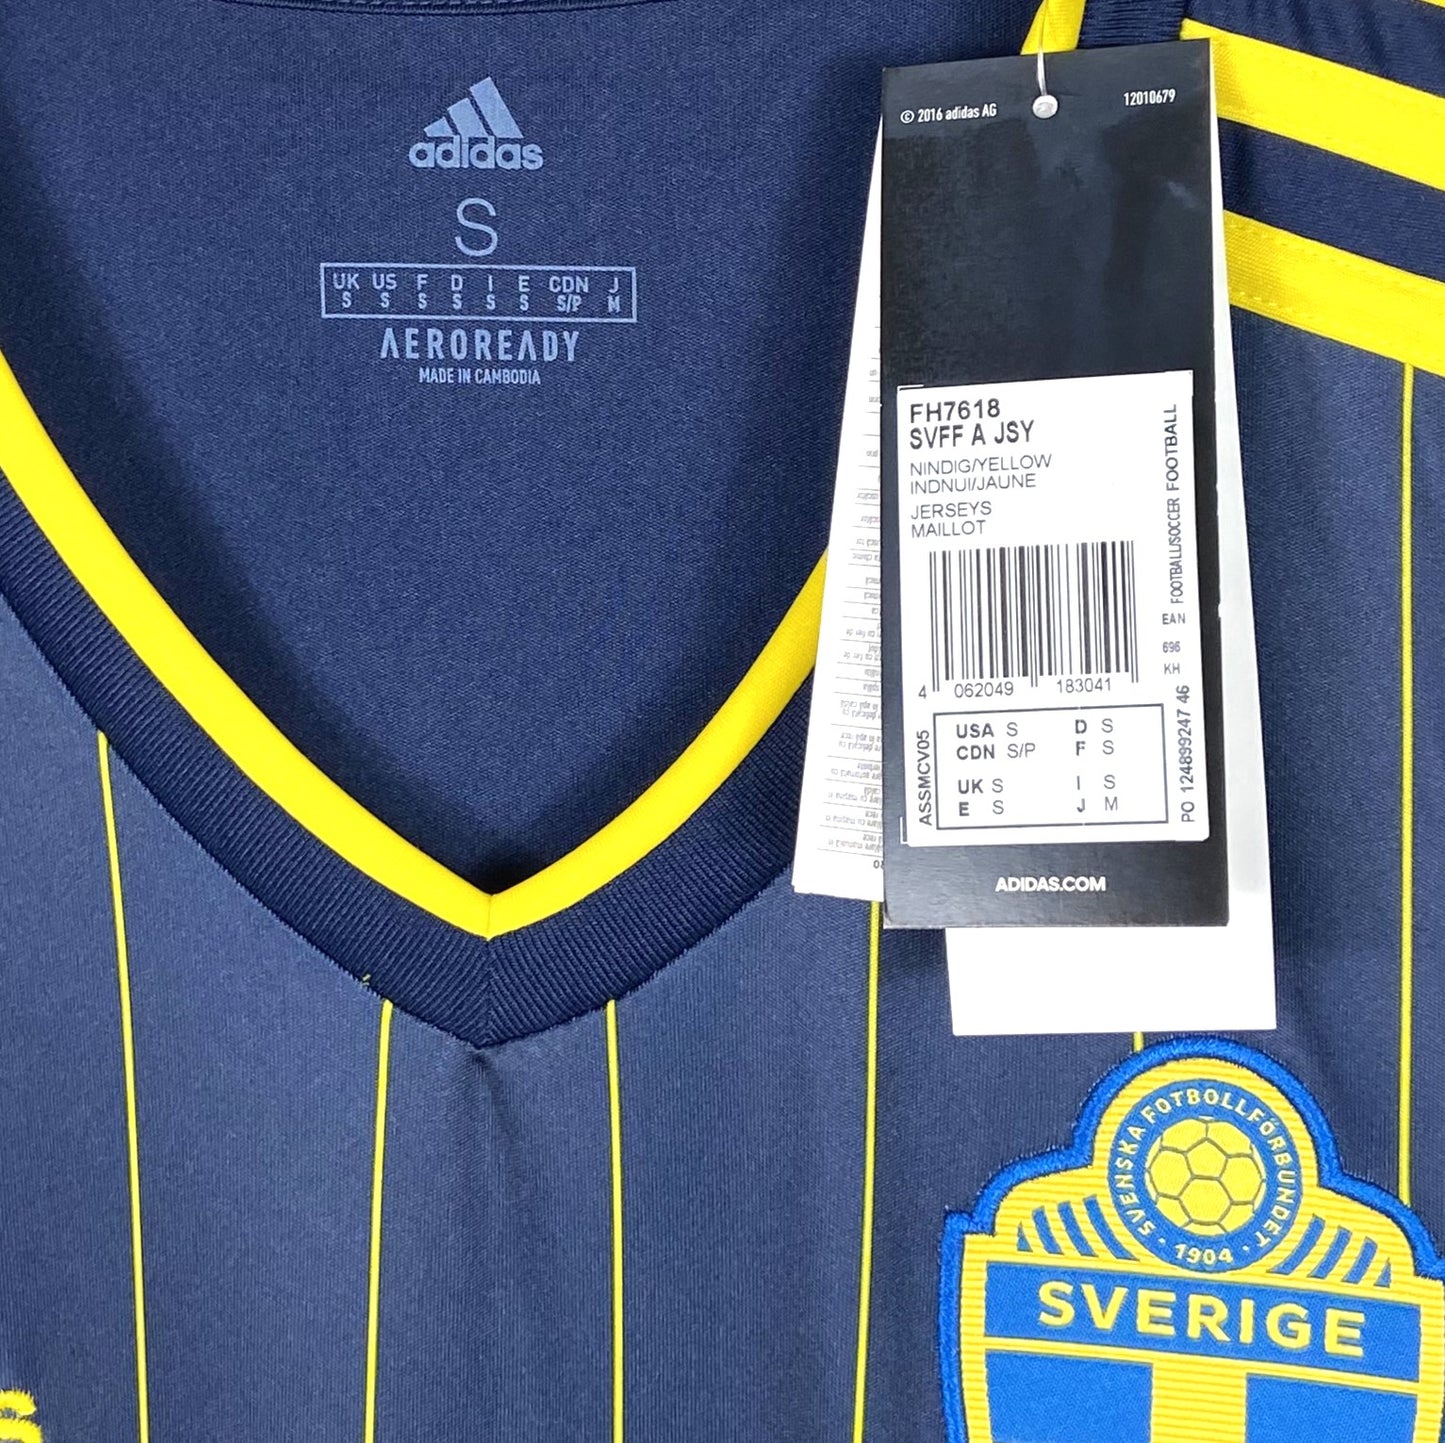 adidas
S
UK US F D I E CDN J
S S S S S S S/P M
AEROREADY
MADE IN CAMBODIA
© 2016 adidas AG
12010679
FH7618
SVFF A JSY
NINDIG/YELLOW
INDNUI/JAUNE
JERSEYS
MAILLOT
FOOTBALL/SOCCER FOOTBALL
EAN
696
KH
4 062049 183041
ASSMCV05
USA S D S
CDN S/P F S
UK S I S
E S J M
PO 124899247 46
ADIDAS.COM
SVENSKA FOTBOLLFÖRBUNDET
· 1904 ·
SVERIGE